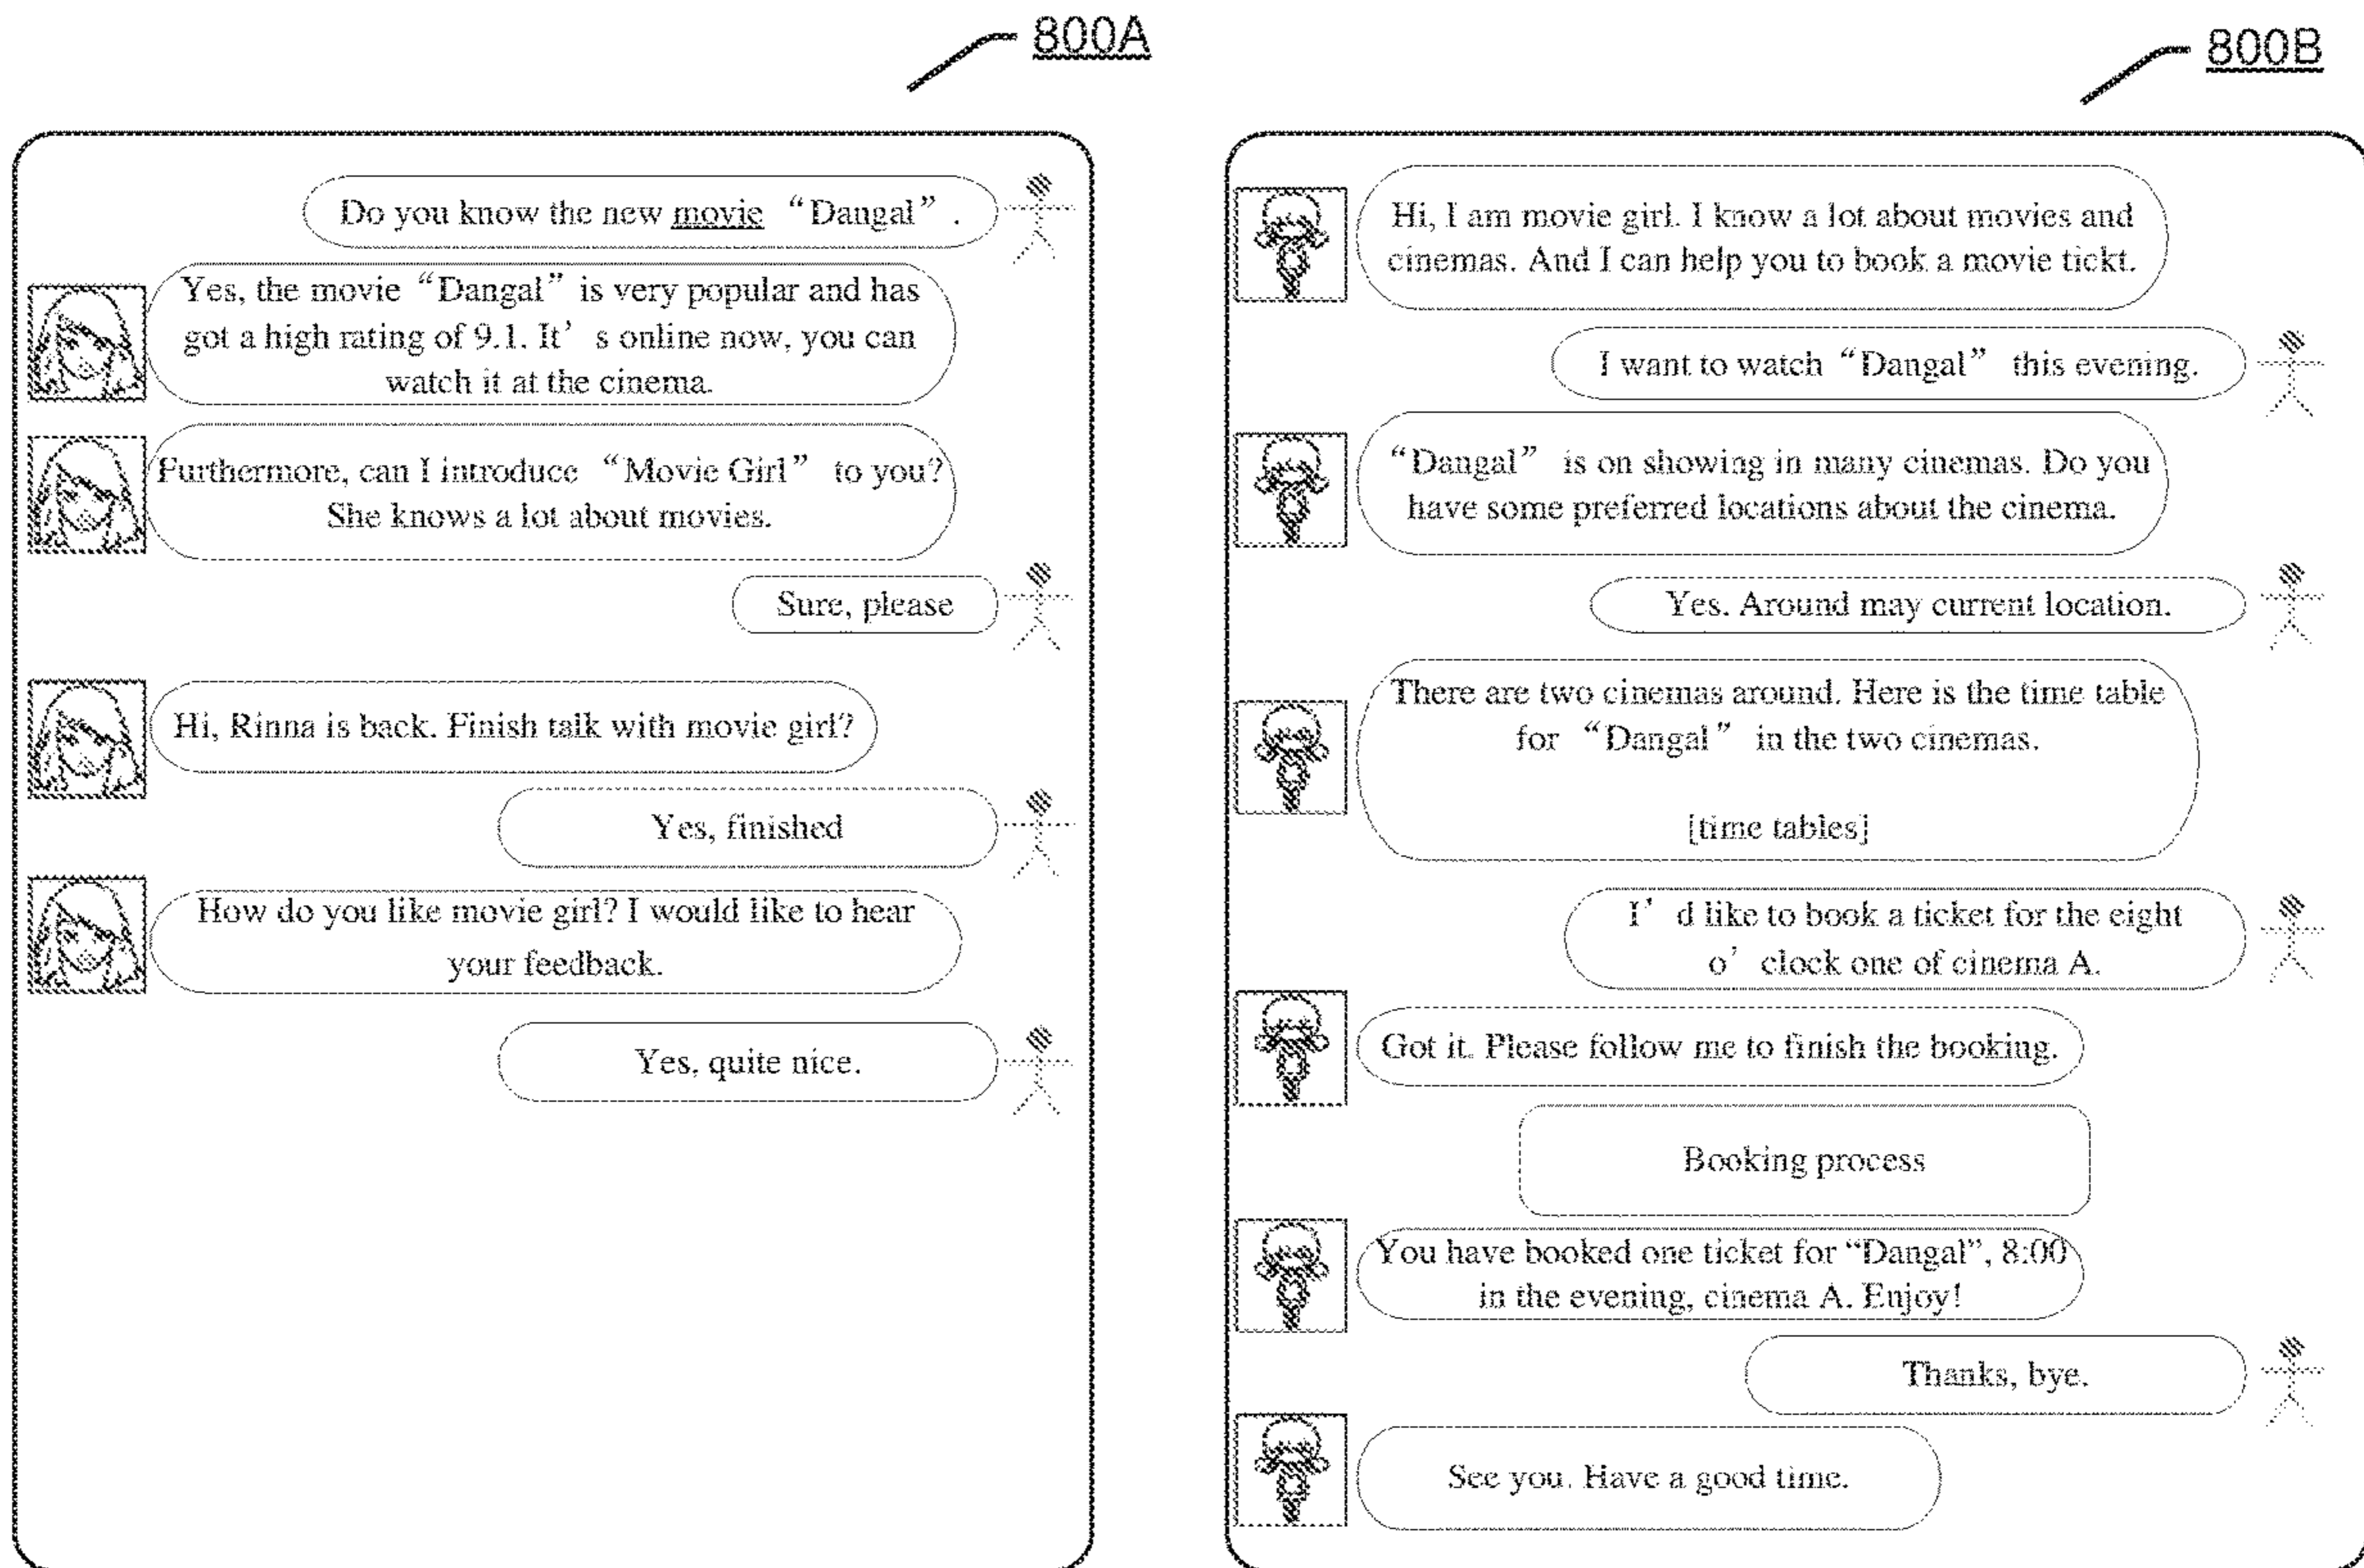 800A
Do you know the new movie “Dangal” .
Yes, the movie “Dangal” is very popular and has
got a high rating of 9.1. It’ s online now, you can
watch it at the cinema.
Furthermore, can I introduce “Movie Girl” to you?
She knows a lot about movies.
Sure, please
Hi, Rinna is back. Finish talk with movie girl?
Yes, finished
How do you like movie girl? I would like to hear
your feedback.
Yes, quite nice.
800B
Hi, I am movie girl. I know a lot about movies and
cinemas. And I can help you to book a movie tickt.
I want to watch “Dangal” this evening.
“Dangal” is on showing in many cinemas. Do you
have some preferred locations about the cinema.
Yes. Around may current location.
There are two cinemas around. Here is the time table
for “Dangal” in the two cinemas.
[time tables]
I’ d like to book a ticket for the eight
o’ clock one of cinema A.
Got it. Please follow me to finish the booking.
Booking process
You have booked one ticket for “Dangal”, 8:00
in the evening, cinema A. Enjoy!
Thanks, bye.
See you. Have a good time.